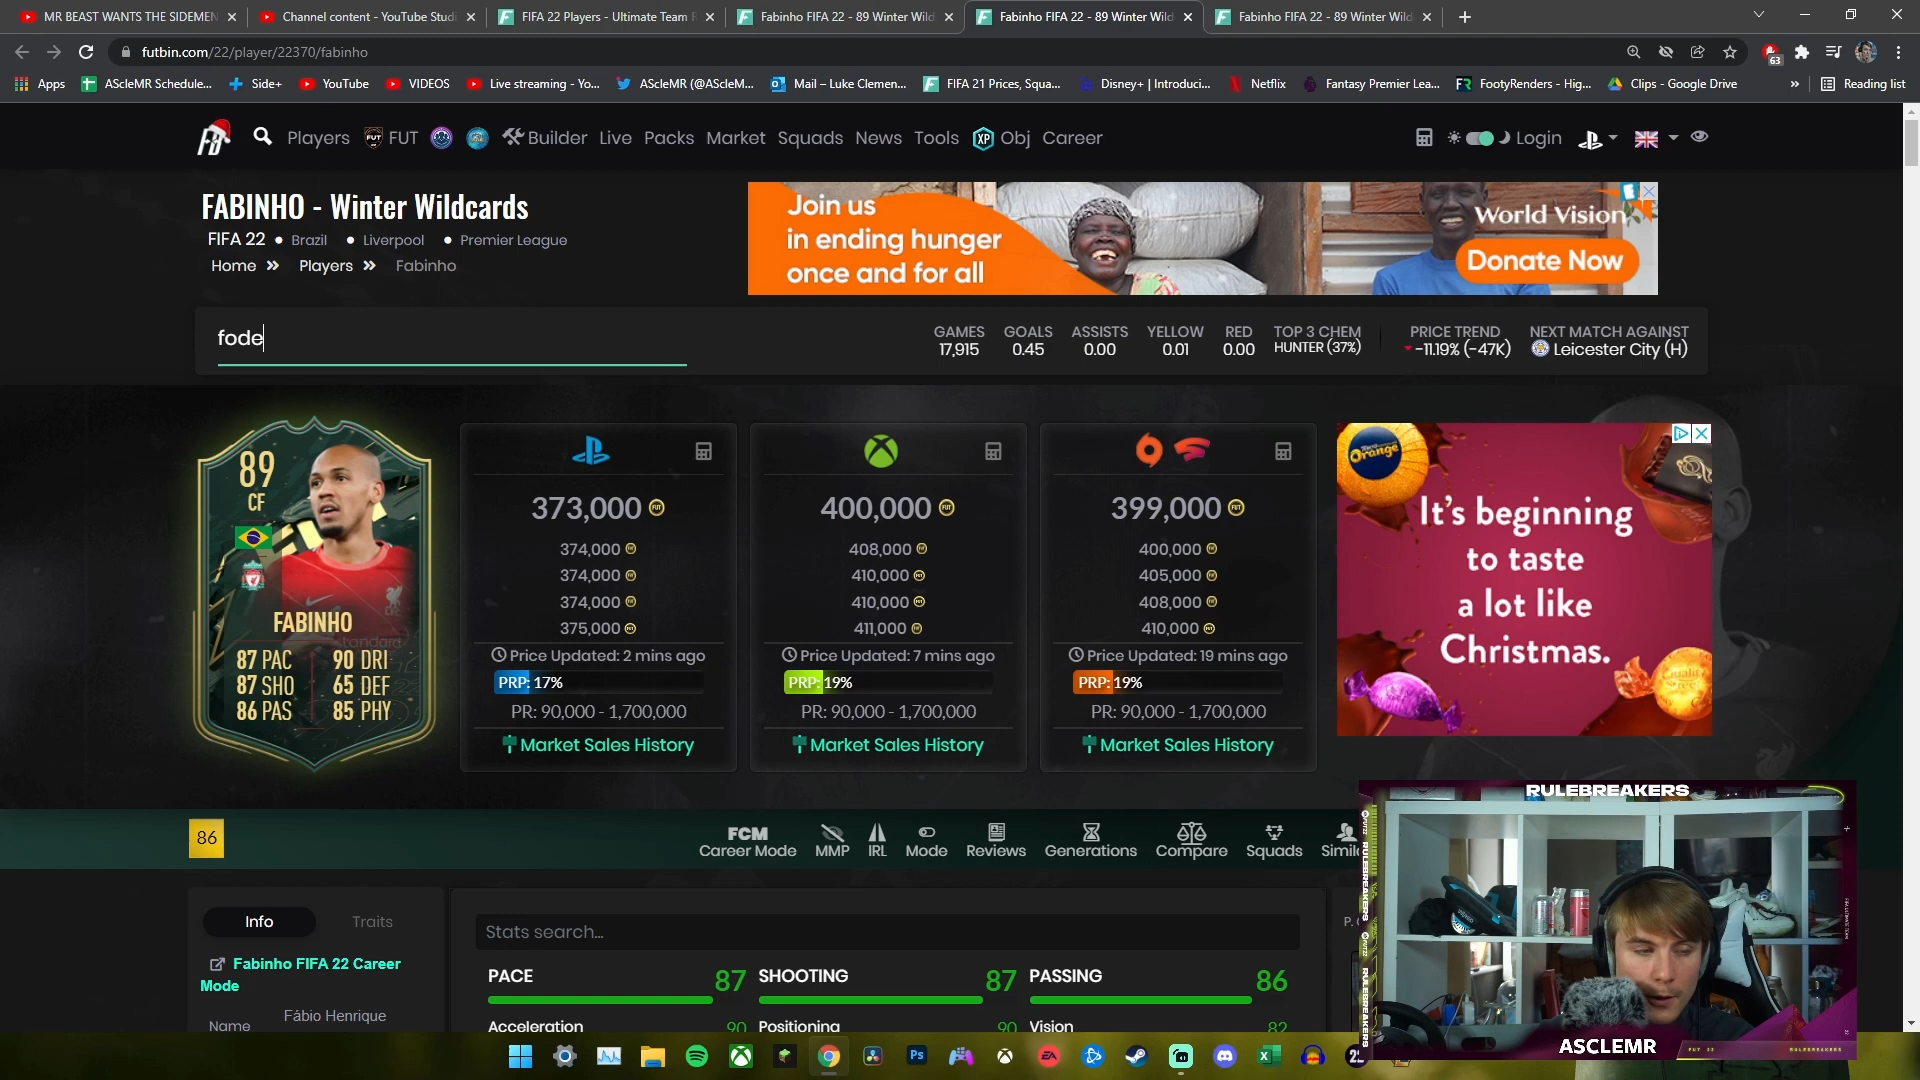 MR BEAST WANTS THE SIDEMEN
Channel content - YouTube Studi
FIFA 22 Players - Ultimate Team
Fabinho FIFA 22 - 89 Winter Wild
Fabinho FIFA 22 - 89 Winter Wild
Fabinho FIFA 22 - 89 Winter Wild
futbin.com/22/player/22370/fabinho
63
Apps
AScleMR Schedule...
Side+
YouTube
VIDEOS
Live streaming - Yo...
AScleMR (@AScleM...
Mail – Luke Clemen...
FIFA 21 Prices, Squa...
Disney+ | Introduci...
Netflix
Fantasy Premier Lea...
FootyRenders - Hig...
Clips - Google Drive
»
Reading list
Players
FUT
Builder
Live
Packs
Market
Squads
News
Tools
XP
Obj
Career
Login
FABINHO - Winter Wildcards
FIFA 22 • Brazil • Liverpool • Premier League
Home » Players » Fabinho
Join us
in ending hunger
once and for all
World Vision
Donate Now
fode
GAMES
17,915
GOALS
0.45
ASSISTS
0.00
YELLOW
0.01
RED
0.00
TOP 3 CHEM
HUNTER (37%)
PRICE TREND
-11.19% (-47K)
NEXT MATCH AGAINST
Leicester City (H)
89
CF
FABINHO
87 PAC
87 SHO
86 PAS
90 DRI
65 DEF
85 PHY
373,000
374,000
374,000
374,000
375,000
Price Updated: 2 mins ago
PRP: 17%
PR: 90,000 - 1,700,000
Market Sales History
400,000
408,000
410,000
410,000
411,000
Price Updated: 7 mins ago
PRP: 19%
PR: 90,000 - 1,700,000
Market Sales History
399,000
400,000
405,000
408,000
410,000
Price Updated: 19 mins ago
PRP: 19%
PR: 90,000 - 1,700,000
Market Sales History
Orange
It's beginning
to taste
a lot like
Christmas.
86
FCM
Career Mode
MMP
IRL
Mode
Reviews
Generations
Compare
Squads
Simil
Info
Traits
Fabinho FIFA 22 Career
Mode
Name
Fábio Henrique
Stats search...
PACE 87
SHOOTING 87
PASSING 86
Acceleration 90
Positioning 90
Vision 82
RULEBREAKERS
RULEBREAKERS
RULEBREAKERS
ASCLEMR
FUT 22
RULEBREAKERS
Ps
EA